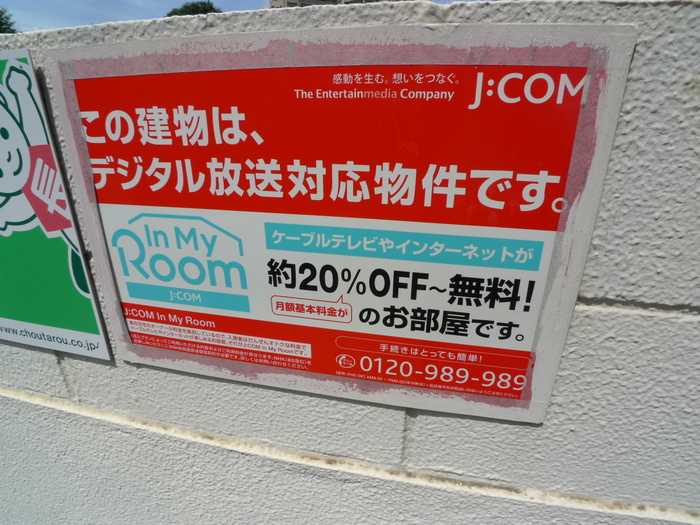 感動を生む。想いをつなぐ。
The Entertainmedia Company
J:COM
この建物は、
デジタル放送対応物件です。
In My
Room
J:COM
ケーブルテレビやインターネットが
約20%OFF~無料!
月額基本料金が
のお部屋です。
J:COM In My Room
手続きはとっても簡単!
0120-989-989
www.choutarou.co.jp/